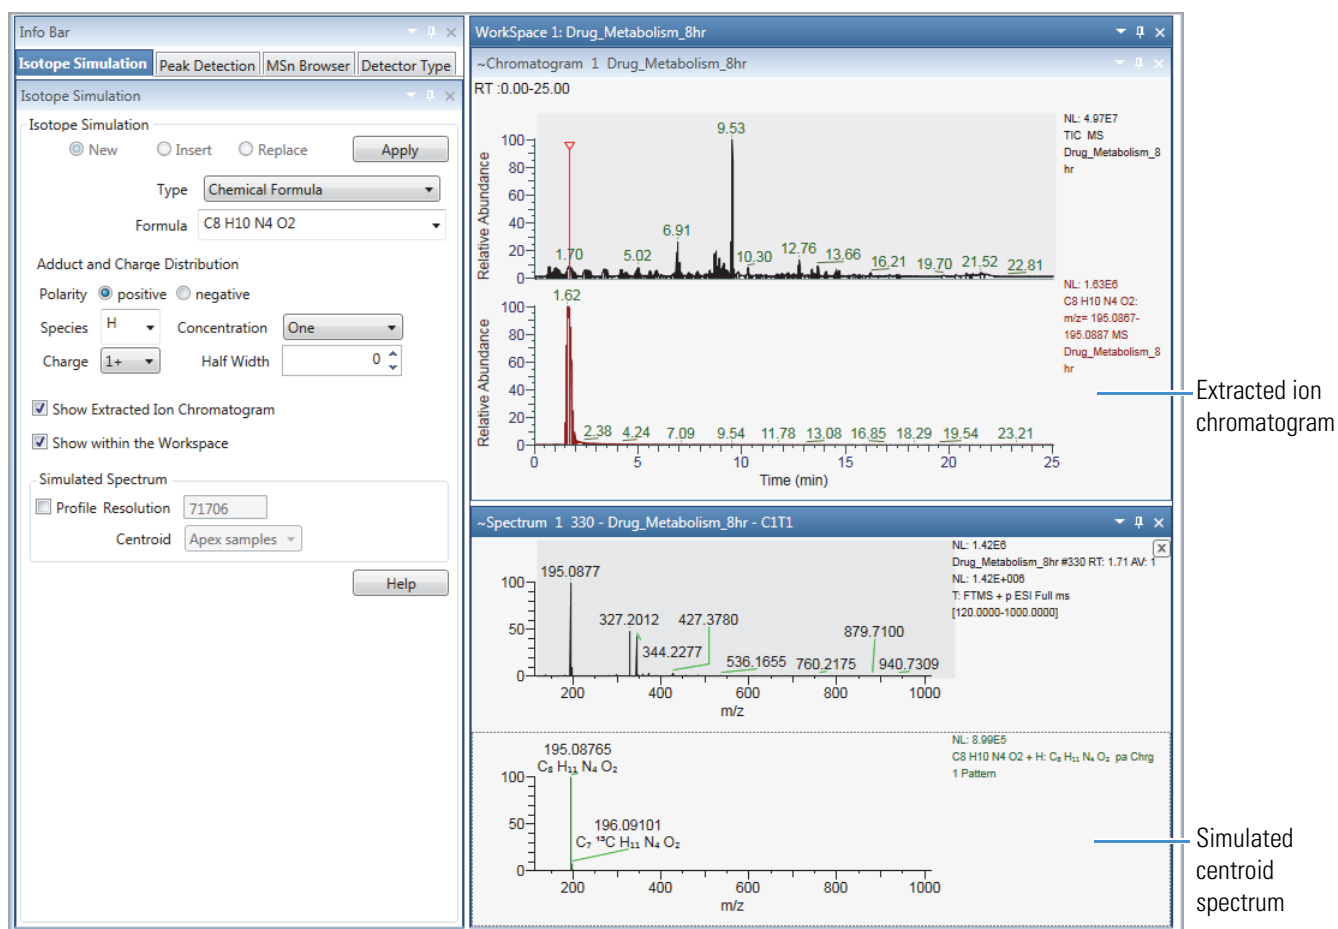 Info Bar
Isotope Simulation Peak Detection MSn Browser Detector Type
Isotope Simulation
Isotope Simulation
New Insert Replace Apply
Type Chemical Formula
Formula C8 H10 N4 O2
Adduct and Charge Distribution
Polarity positive negative
Species H Concentration One
Charge 1+ Half Width 0
Show Extracted Ion Chromatogram
Show within the Workspace
Simulated Spectrum
Profile Resolution 71706
Centroid Apex samples
Help
WorkSpace 1: Drug_Metabolism_8hr
~Chromatogram 1 Drug_Metabolism_8hr
RT :0.00-25.00
NL: 4.97E7
TIC MS
Drug_Metabolism_8
hr
Relative Abundance
100
80
60
40
20
0
1.70 5.02 6.91 9.53 10.30 12.76 13.66 16.21 19.70 21.52 22.81
NL: 1.63E6
C8 H10 N4 O2:
m/z= 195.0867-
195.0887 MS
Drug_Metabolism_8
hr
Relative Abundance
100
80
60
40
20
0
1.62 2.38 4.24 7.09 9.54 11.78 13.08 16.85 18.29 19.54 23.21
0 5 10 15 20 25
Time (min)
Extracted ion
chromatogram
~Spectrum 1 330 - Drug_Metabolism_8hr - C1T1
NL: 1.42E6
Drug_Metabolism_8hr #330 RT: 1.71 AV: 1
NL: 1.42E+006
T: FTMS + p ESI Full ms
[120.0000-1000.0000]
100
50
0
195.0877
327.2012 427.3780
344.2277
536.1655 760.2175
879.7100
940.7309
200 400 600 800 1000
m/z
NL: 8.99E5
C8 H10 N4 O2 + H: C₈ H₁₁ N₄ O₂ pa Chrg
1 Pattern
195.08765
C₈ H₁₁ N₄ O₂
100
50
0
196.09101
C₇ ¹³C H₁₁ N₄ O₂
200 400 600 800 1000
m/z
Simulated
centroid
spectrum